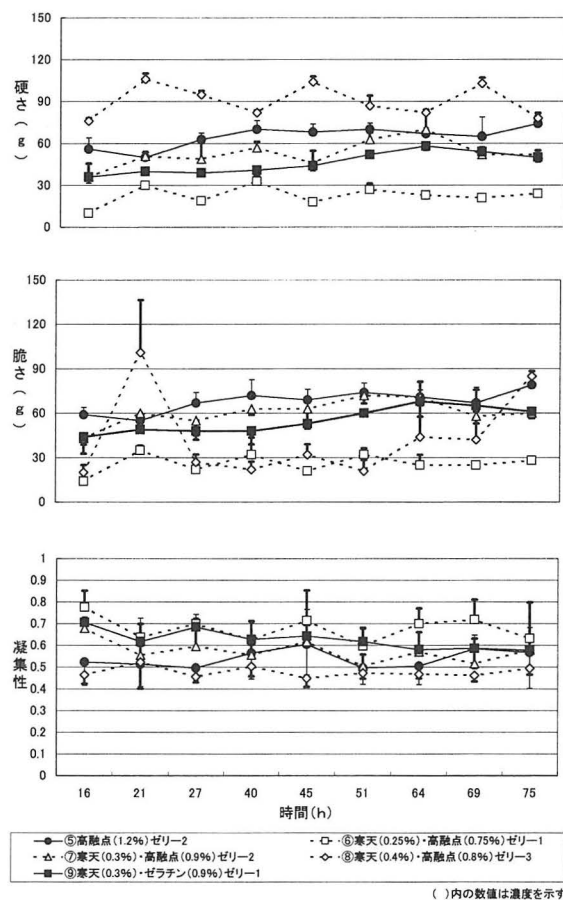 150
120
90
60
30
0
硬さ(g)
150
120
90
60
30
0
脆さ(g)
1
0.9
0.8
0.7
0.6
0.5
0.4
0.3
0.2
0.1
0
凝集性
16 21 27 40 45 51 64 69 75
時間(h)
⑤高融点(1.2%)ゼリー2
⑥寒天(0.25%)・高融点(0.75%)ゼリー1
⑦寒天(0.3%)・高融点(0.9%)ゼリー2
⑧寒天(0.4%)・高融点(0.8%)ゼリー3
⑨寒天(0.3%)・ゼラチン(0.9%)ゼリー1
( )内の数値は濃度を示す